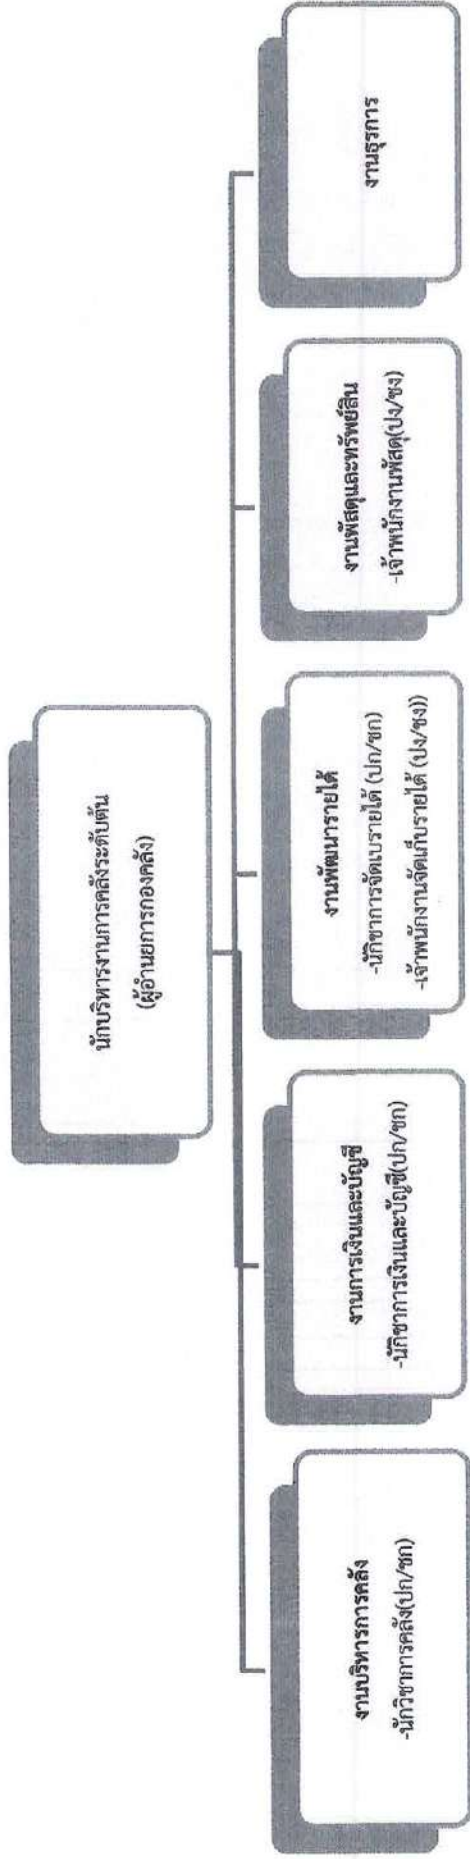 นักบริหารงานการคลังระดับต้น
(ผู้อำนวยการกองคลัง)
งานบริหารการคลัง
-นักวิชาการคลัง(ปก/ชก)
งานการเงินและบัญชี
-นักวิชาการเงินและบัญชี(ปก/ชก)
งานพัฒนารายได้
-นักวิชาการจัดเบรายได้ (ปก/ชก)
-เจ้าพนักงานจัดเก็บรายได้ (ปง/ชง))
งานพัสดุและทรัพย์สิน
-เจ้าพนักงานพัสดุ(ปง/ชง)
งานธุรการ